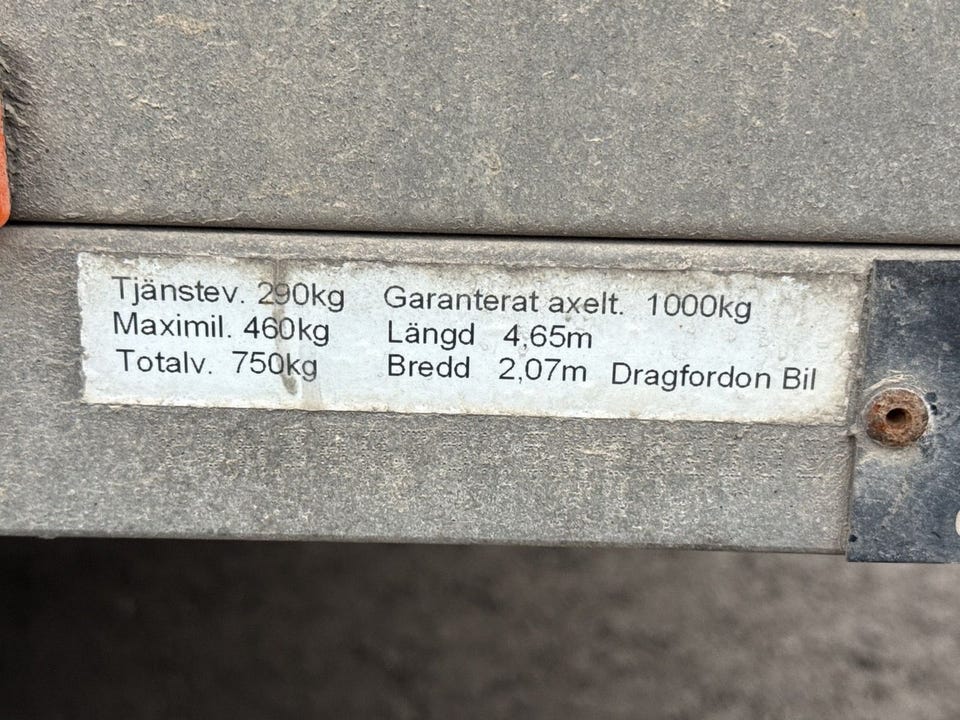 Tjänstev. 290kg Garanterat axelt. 1000kg
Maximil. 460kg Längd 4,65m
Totalv. 750kg Bredd 2,07m Dragfordon Bil